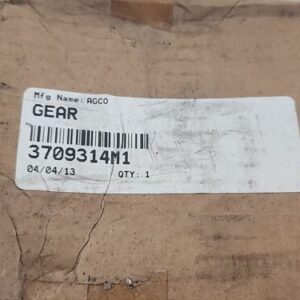 Mfg Name: AGCO
GEAR
3709314M1
04/04/13 QTY: 1